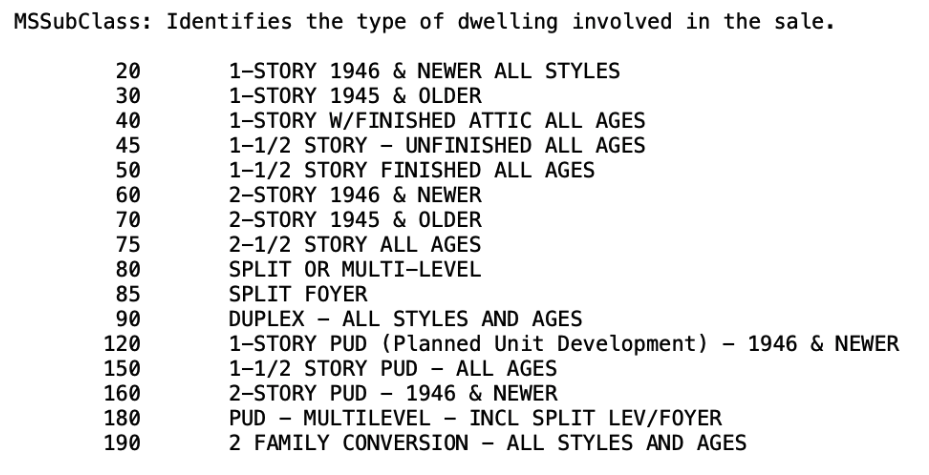 MSSubClass: Identifies the type of dwelling involved in the sale.
20 1-STORY 1946 & NEWER ALL STYLES
30 1-STORY 1945 & OLDER
40 1-STORY W/FINISHED ATTIC ALL AGES
45 1-1/2 STORY - UNFINISHED ALL AGES
50 1-1/2 STORY FINISHED ALL AGES
60 2-STORY 1946 & NEWER
70 2-STORY 1945 & OLDER
75 2-1/2 STORY ALL AGES
80 SPLIT OR MULTI-LEVEL
85 SPLIT FOYER
90 DUPLEX - ALL STYLES AND AGES
120 1-STORY PUD (Planned Unit Development) - 1946 & NEWER
150 1-1/2 STORY PUD - ALL AGES
160 2-STORY PUD - 1946 & NEWER
180 PUD - MULTILEVEL - INCL SPLIT LEV/FOYER
190 2 FAMILY CONVERSION - ALL STYLES AND AGES